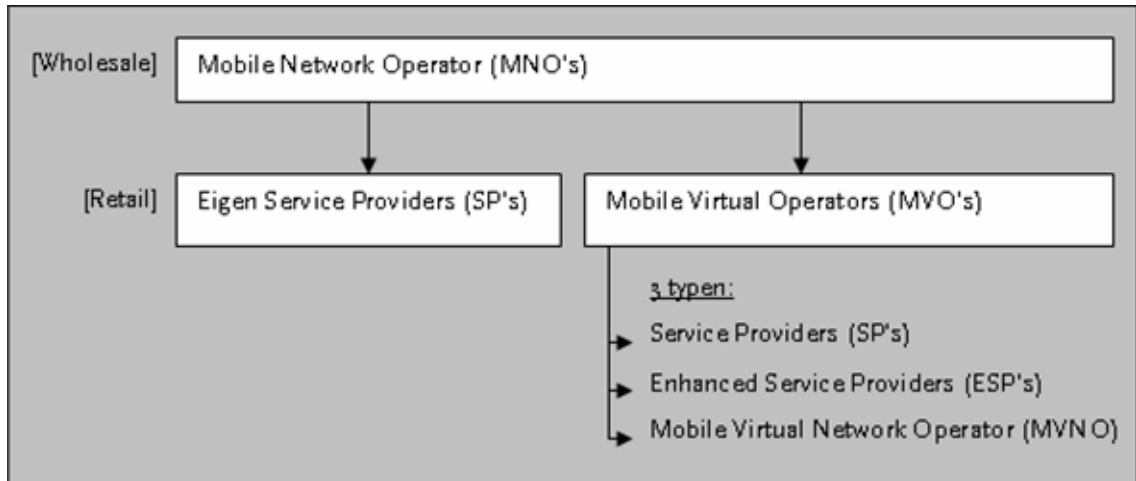 [Wholesale] Mobile Network Operator (MNO's)
[Retail] Eigen Service Providers (SP's) Mobile Virtual Operators (MVO's)
3 typen:
Service Providers (SP's)
Enhanced Service Providers (ESP's)
Mobile Virtual Network Operator (MVNO)